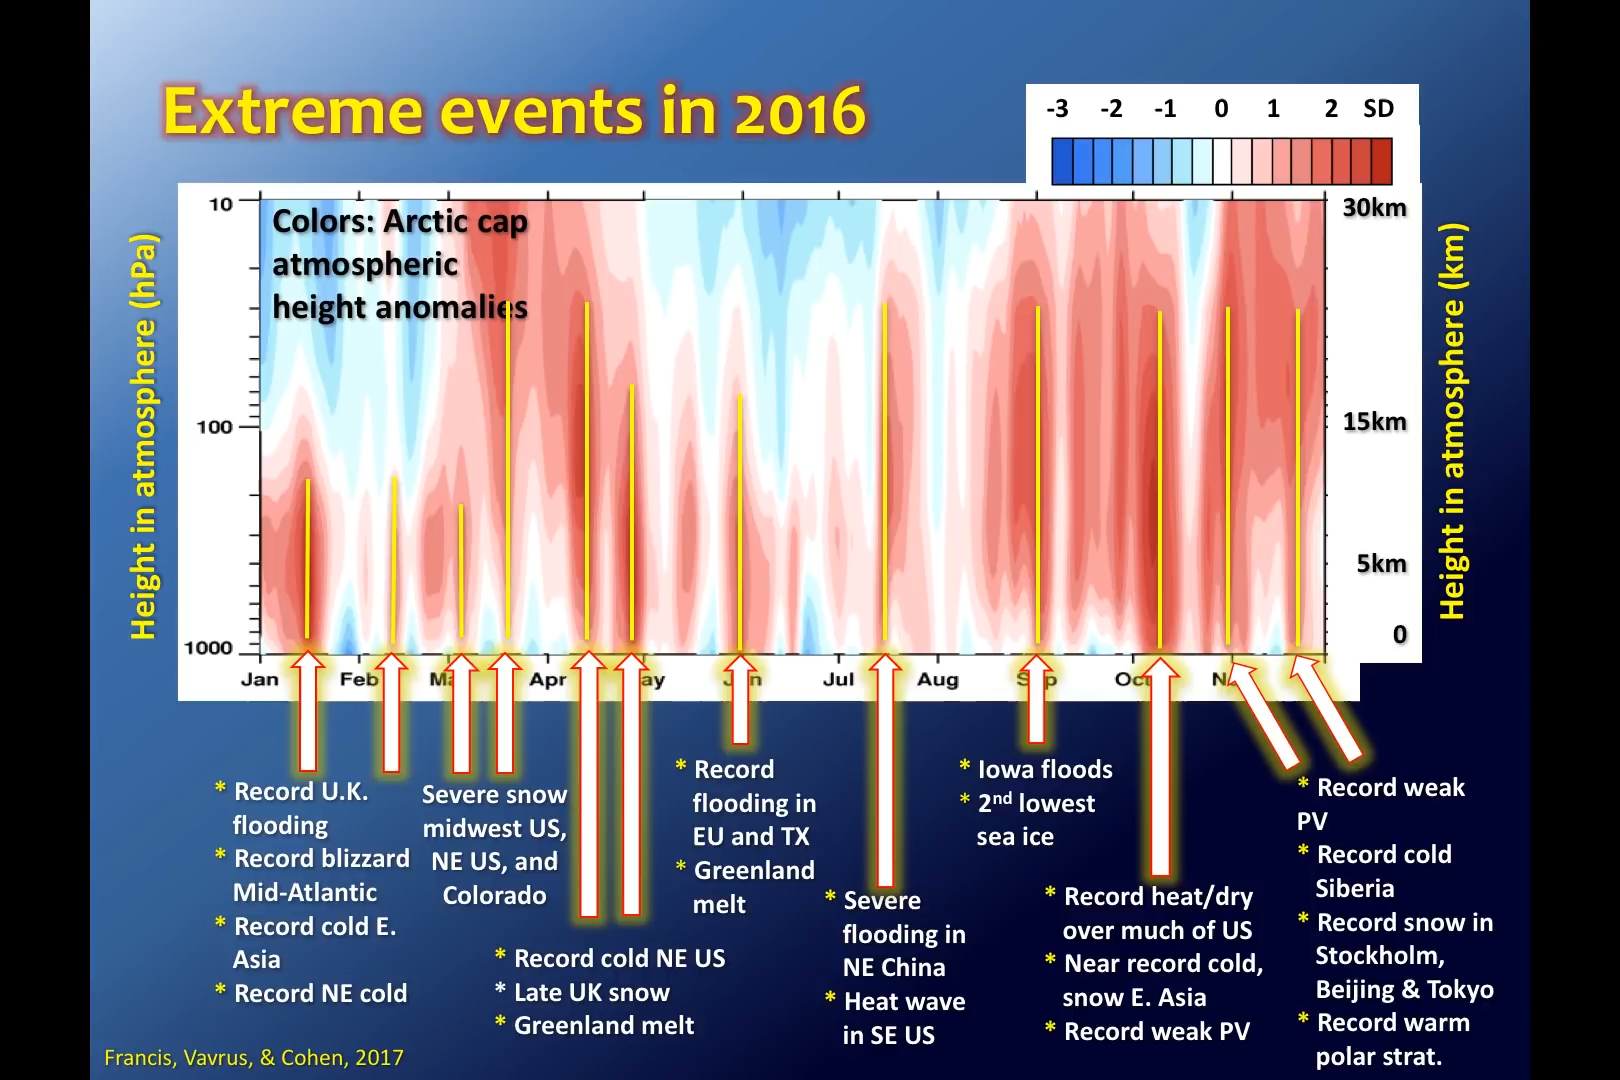 Extreme events in 2016
-3 -2 -1 0 1 2 SD
Height in atmosphere (hPa)
10
100
1000
Colors: Arctic cap
atmospheric
height anomalies
30km
15km
5km
0
Height in atmosphere (km)
Jan Feb Apr Jul Aug Sep Oct
* Record U.K.
flooding
* Record blizzard
Mid-Atlantic
* Record cold E.
Asia
* Record NE cold
Severe snow
midwest US,
NE US, and
Colorado
* Record cold NE US
* Late UK snow
* Greenland melt
* Record
flooding in
EU and TX
* Greenland
melt
* Severe
flooding in
NE China
* Heat wave
in SE US
* Iowa floods
* 2nd lowest
sea ice
* Record heat/dry
over much of US
* Near record cold,
snow E. Asia
* Record weak PV
* Record weak
PV
* Record cold
Siberia
* Record snow in
Stockholm,
Beijing & Tokyo
* Record warm
polar strat.
Francis, Vavrus, & Cohen, 2017